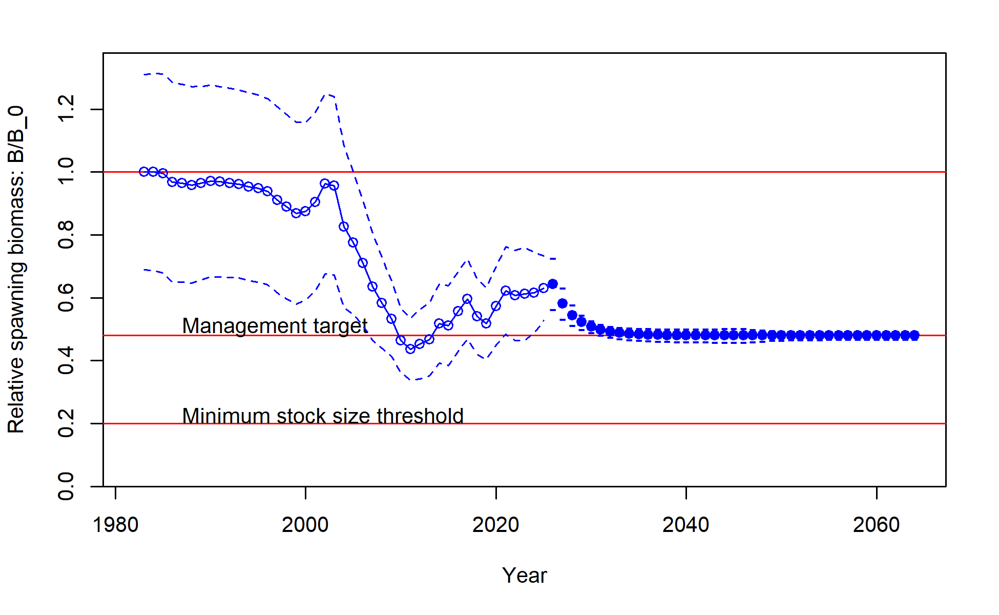 Relative spawning biomass: B/B_0
1.2
1.0
0.8
0.6
0.4
0.2
0.0
Management target
Minimum stock size threshold
1980 2000 2020 2040 2060
Year